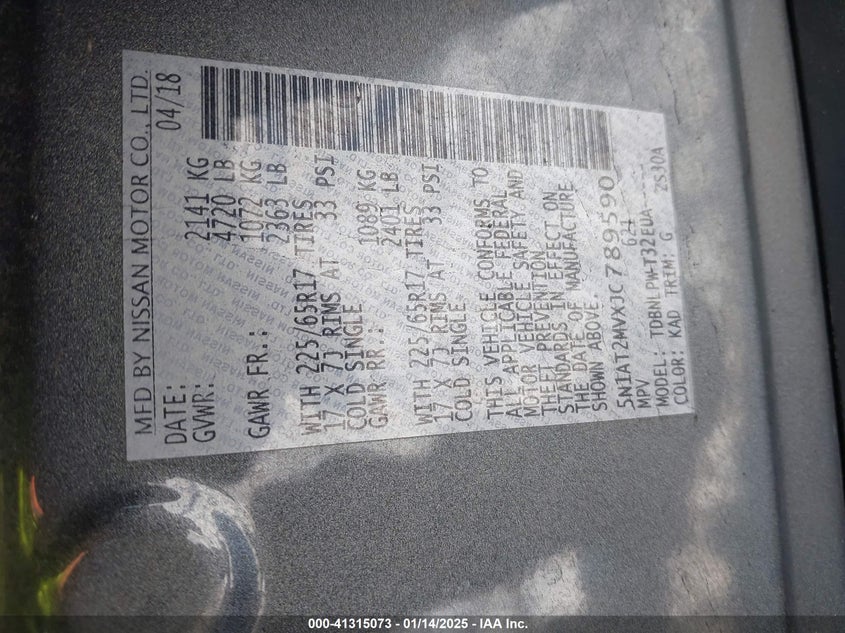 MFD BY NISSAN MOTOR CO., LTD.
DATE: 04/18
GVWR: 2141 KG
4720 LB
GAWR FR.: 1072 KG
2363 LB
WITH 225/65R17 TIRES
17 X 7J RIMS AT 33 PSI
COLD SINGLE
GAWR RR.: 1089 KG
2401 LB
WITH 225/65R17 TIRES
17 X 7J RIMS AT 33 PSI
COLD SINGLE
THIS VEHICLE CONFORMS TO
ALL APPLICABLE FEDERAL
MOTOR VEHICLE SAFETY AND
THEFT PREVENTION
STANDARDS IN EFFECT ON
THE DATE OF MANUFACTURE
SHOWN ABOVE.
5N1AT2MVXJC789590
MPV 621
MODEL: TDBNLPW-T32EUA-----
COLOR: KAD TRIM: G 2S30A
000-41315073 - 01/14/2025 - IAA Inc.